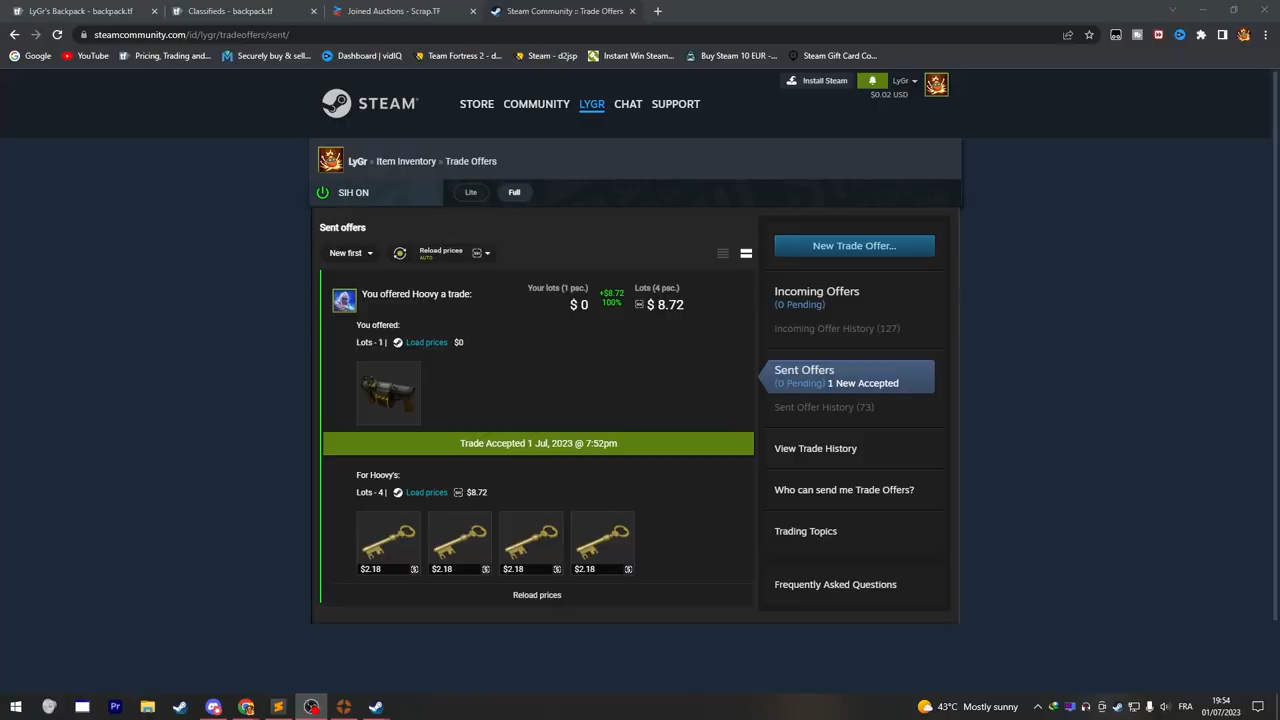 LyGr's Backpack - backpack.tf
Classifieds - backpack.tf
Joined Auctions - Scrap.TF
Steam Community :: Trade Offers
steamcommunity.com/id/lygr/tradeoffers/sent/
Google
YouTube
Pricing, Trading and...
Securely buy & sell...
Dashboard | vidIQ
Team Fortress 2 - d...
Steam - d2jsp
Instant Win Steam...
Buy Steam 10 EUR -...
Steam Gift Card Co...
Install Steam
LyGr
$0.02 USD
STEAM®
STORE
COMMUNITY
LYGR
CHAT
SUPPORT
LyGr » Item Inventory » Trade Offers
SIH ON
Lite
Full
Sent offers
New first
Reload prices
AUTO
You offered Hoovy a trade:
Your lots (1 psc.)
$ 0
+$8.72
100%
Lots (4 psc.)
$ 8.72
You offered:
Lots - 1 | Load prices $0
Trade Accepted 1 Jul, 2023 @ 7:52pm
For Hoovy's:
Lots - 4 | Load prices $8.72
$2.18
$2.18
$2.18
$2.18
Reload prices
New Trade Offer...
Incoming Offers
(0 Pending)
Incoming Offer History (127)
Sent Offers
(0 Pending) 1 New Accepted
Sent Offer History (73)
View Trade History
Who can send me Trade Offers?
Trading Topics
Frequently Asked Questions
Pr
43°C Mostly sunny
FRA
19:54
01/07/2023